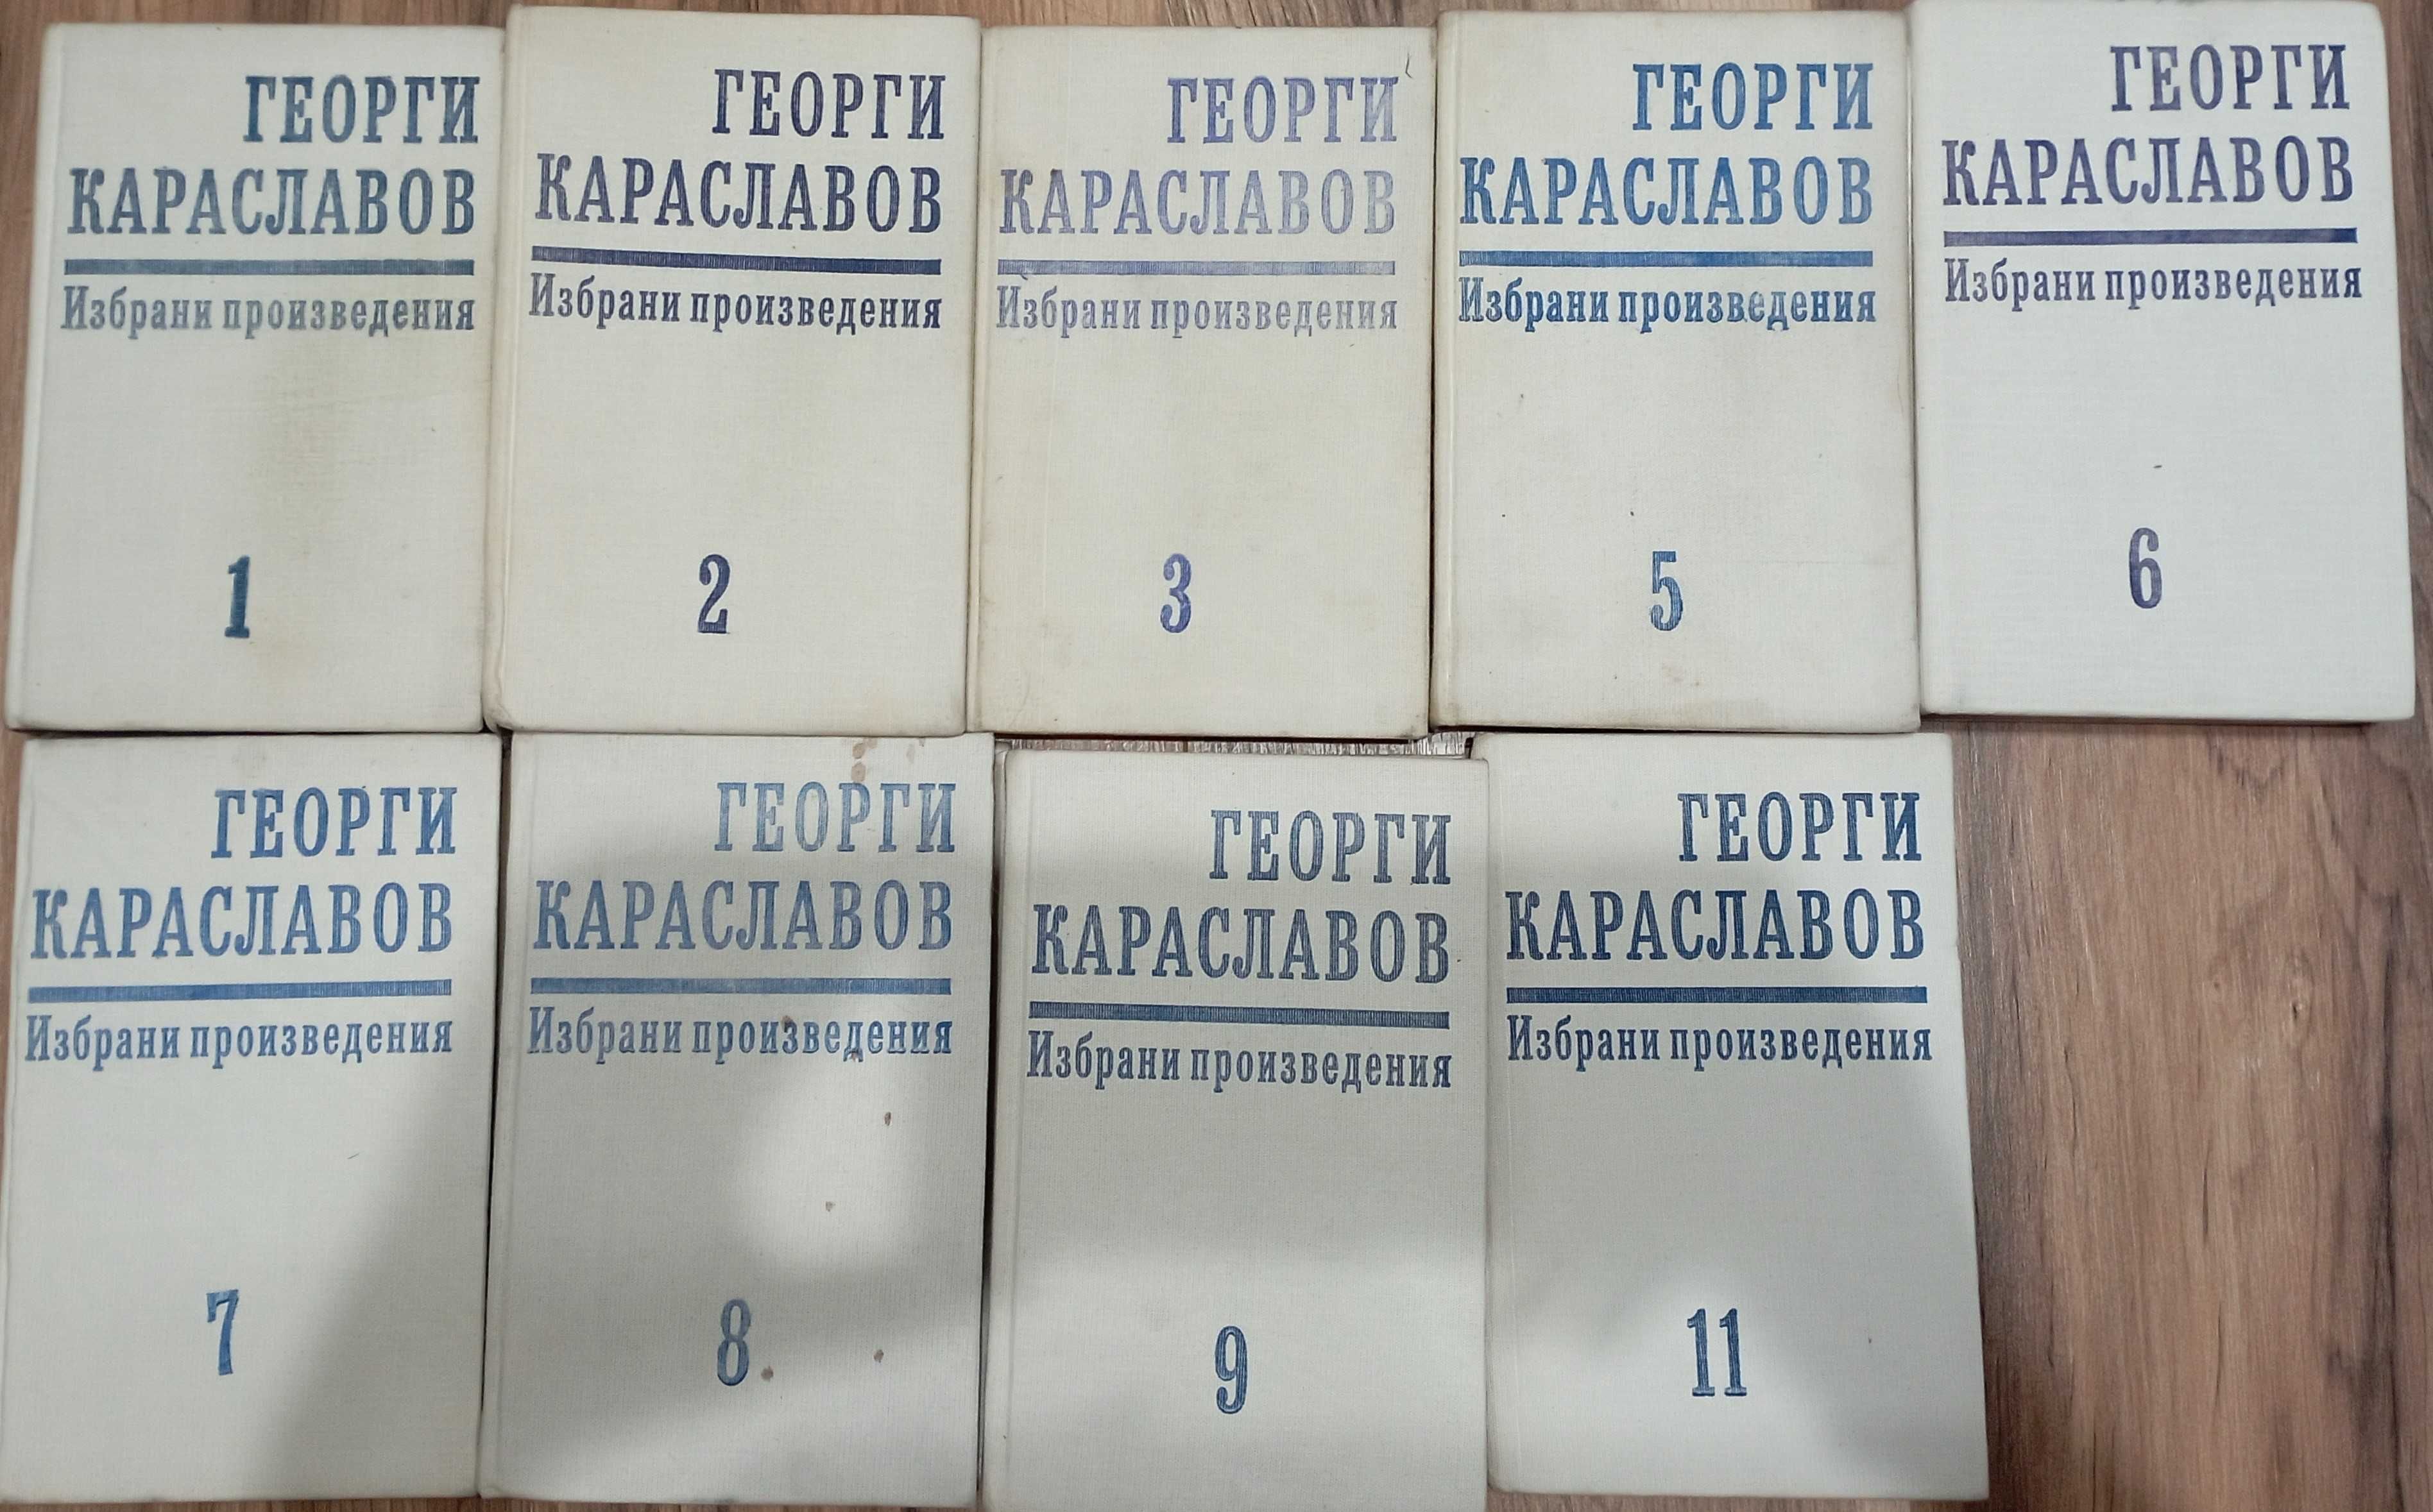 ГЕОРГИ
КАРАСЛАВОВ
Избрани произведения
1
ГЕОРГИ
КАРАСЛАВОВ
Избрани произведения
2
ГЕОРГИ
КАРАСЛАВОВ
Избрани произведения
3
ГЕОРГИ
КАРАСЛАВОВ
Избрани произведения
5
ГЕОРГИ
КАРАСЛАВОВ
Избрани произведения
6
ГЕОРГИ
КАРАСЛАВОВ
Избрани произведения
7
ГЕОРГИ
КАРАСЛАВОВ
Избрани произведения
8
ГЕОРГИ
КАРАСЛАВОВ
Избрани произведения
9
ГЕОРГИ
КАРАСЛАВОВ
Избрани произведения
11